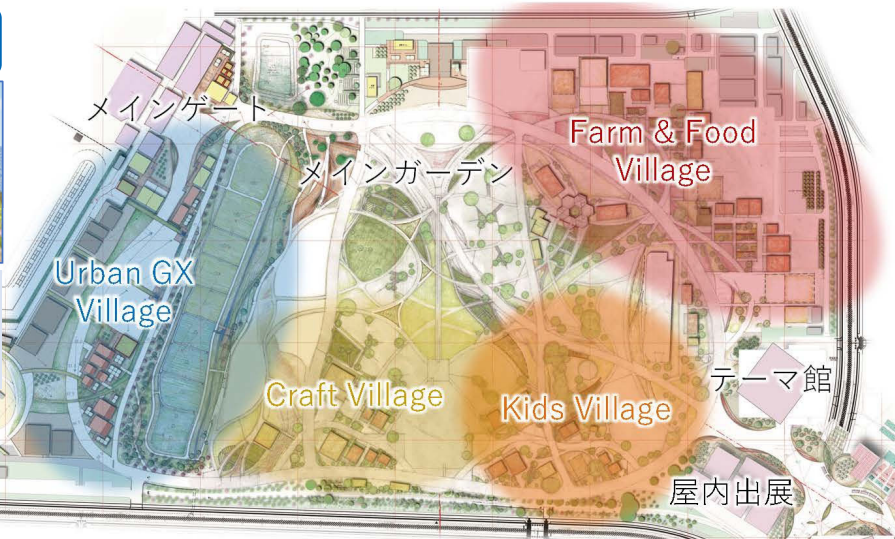 メインゲート
Farm & Food
Village
メインガーデン
Urban GX
Village
テーマ館
Craft Village
Kids Village
屋内出展